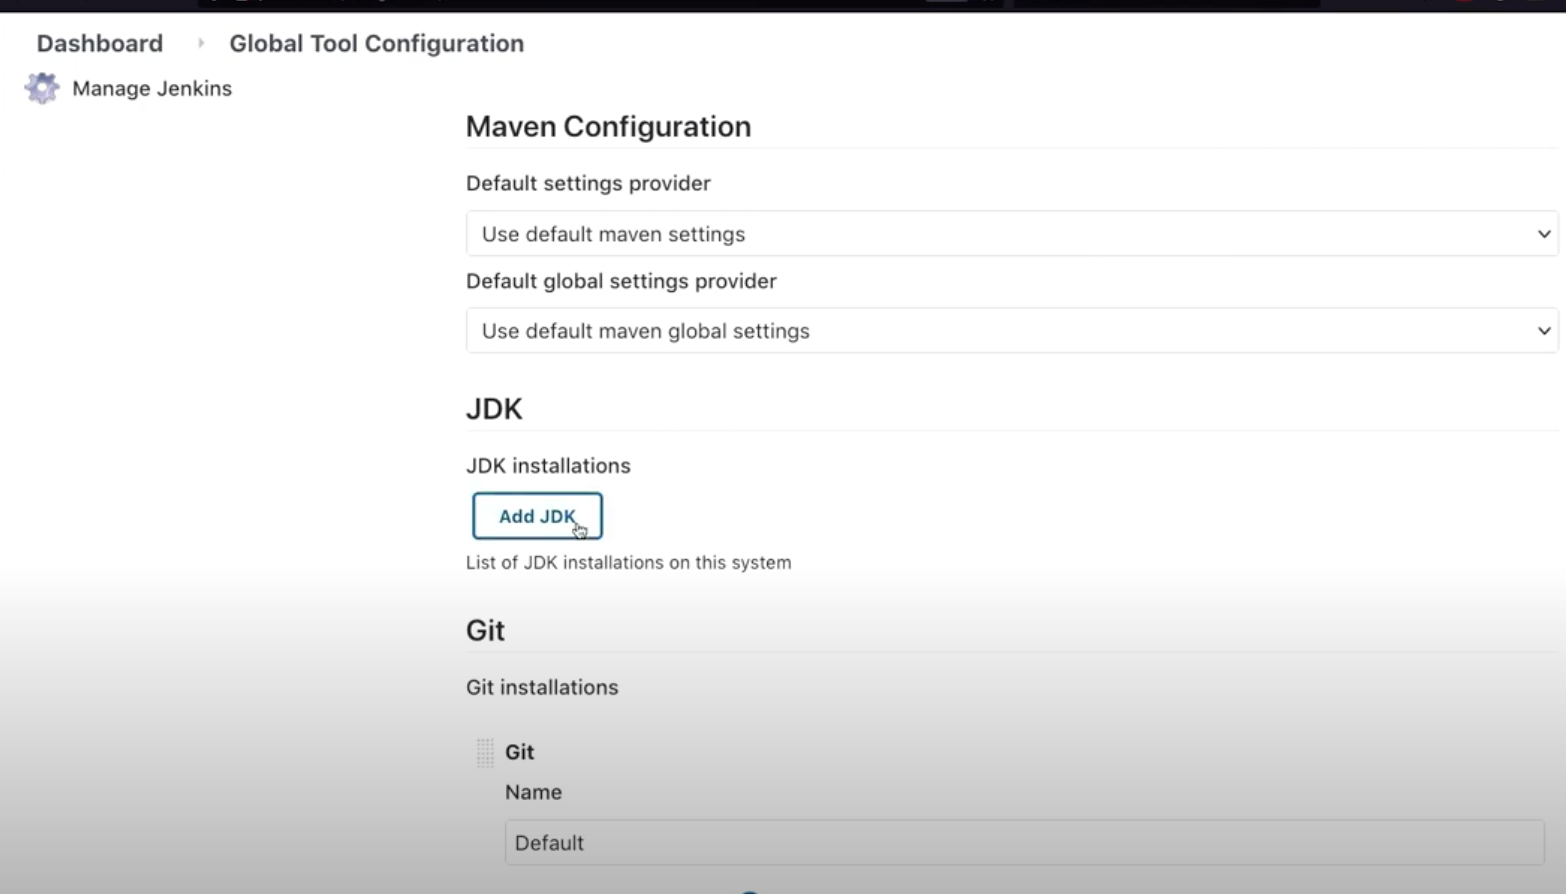 Dashboard
Global Tool Configuration
Manage Jenkins
Maven Configuration
Default settings provider
Use default maven settings
Default global settings provider
Use default maven global settings
JDK
JDK installations
Add JDK
List of JDK installations on this system
Git
Git installations
Git
Name
Default